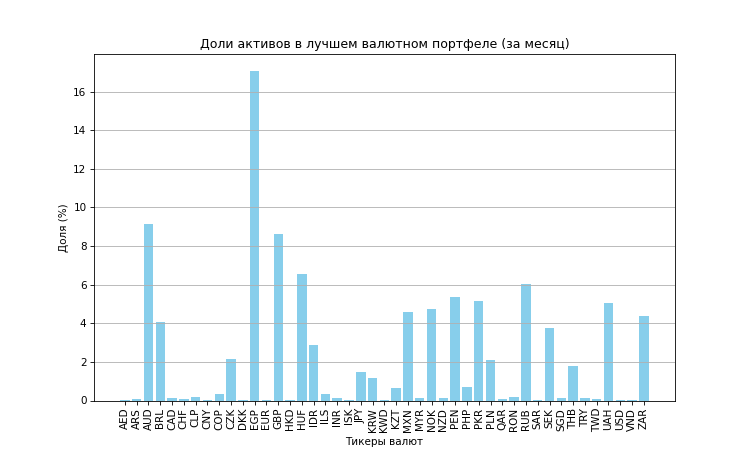 Доли активов в лучшем валютном портфеле (за месяц)
Доля (%)
16
14
12
10
8
6
4
2
0
AED ARS AUD BRL CAD CHF CLP CNY COP CZK DKK EGP EUR GBP HKD HUF IDR ILS INR ISK JPY KRW KWD KZT MXN MYR NOK NZD PEN PHP PKR PLN QAR RON RUB SAR SEK SGD THB TRY TWD UAH USD VND ZAR
Тикеры валют